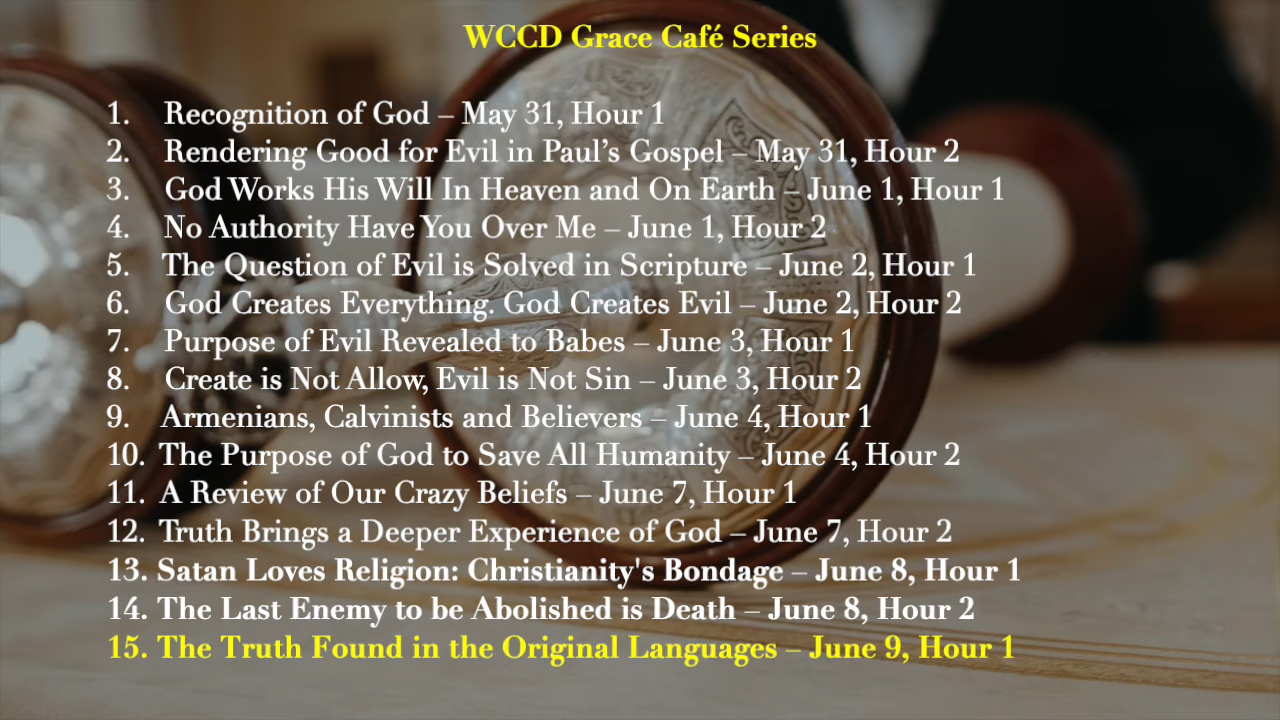 WCCD Grace Café Series
1. Recognition of God – May 31, Hour 1
2. Rendering Good for Evil in Paul’s Gospel – May 31, Hour 2
3. God Works His Will In Heaven and On Earth – June 1, Hour 1
4. No Authority Have You Over Me – June 1, Hour 2
5. The Question of Evil is Solved in Scripture – June 2, Hour 1
6. God Creates Everything. God Creates Evil – June 2, Hour 2
7. Purpose of Evil Revealed to Babes – June 3, Hour 1
8. Create is Not Allow, Evil is Not Sin – June 3, Hour 2
9. Armenians, Calvinists and Believers – June 4, Hour 1
10. The Purpose of God to Save All Humanity – June 4, Hour 2
11. A Review of Our Crazy Beliefs – June 7, Hour 1
12. Truth Brings a Deeper Experience of God – June 7, Hour 2
13. Satan Loves Religion: Christianity's Bondage – June 8, Hour 1
14. The Last Enemy to be Abolished is Death – June 8, Hour 2
15. The Truth Found in the Original Languages – June 9, Hour 1